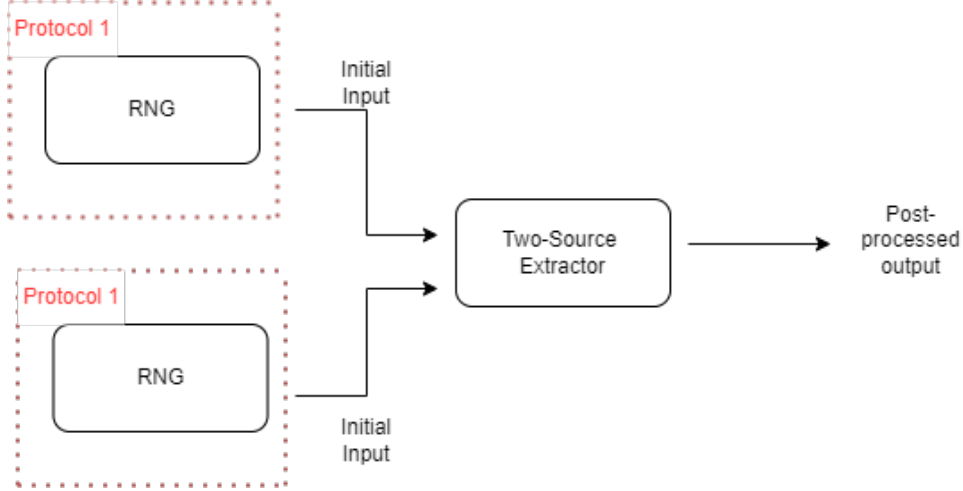 Protocol 1
RNG
Initial
Input
Two-Source
Extractor
Post-
processed
output
Protocol 1
RNG
Initial
Input